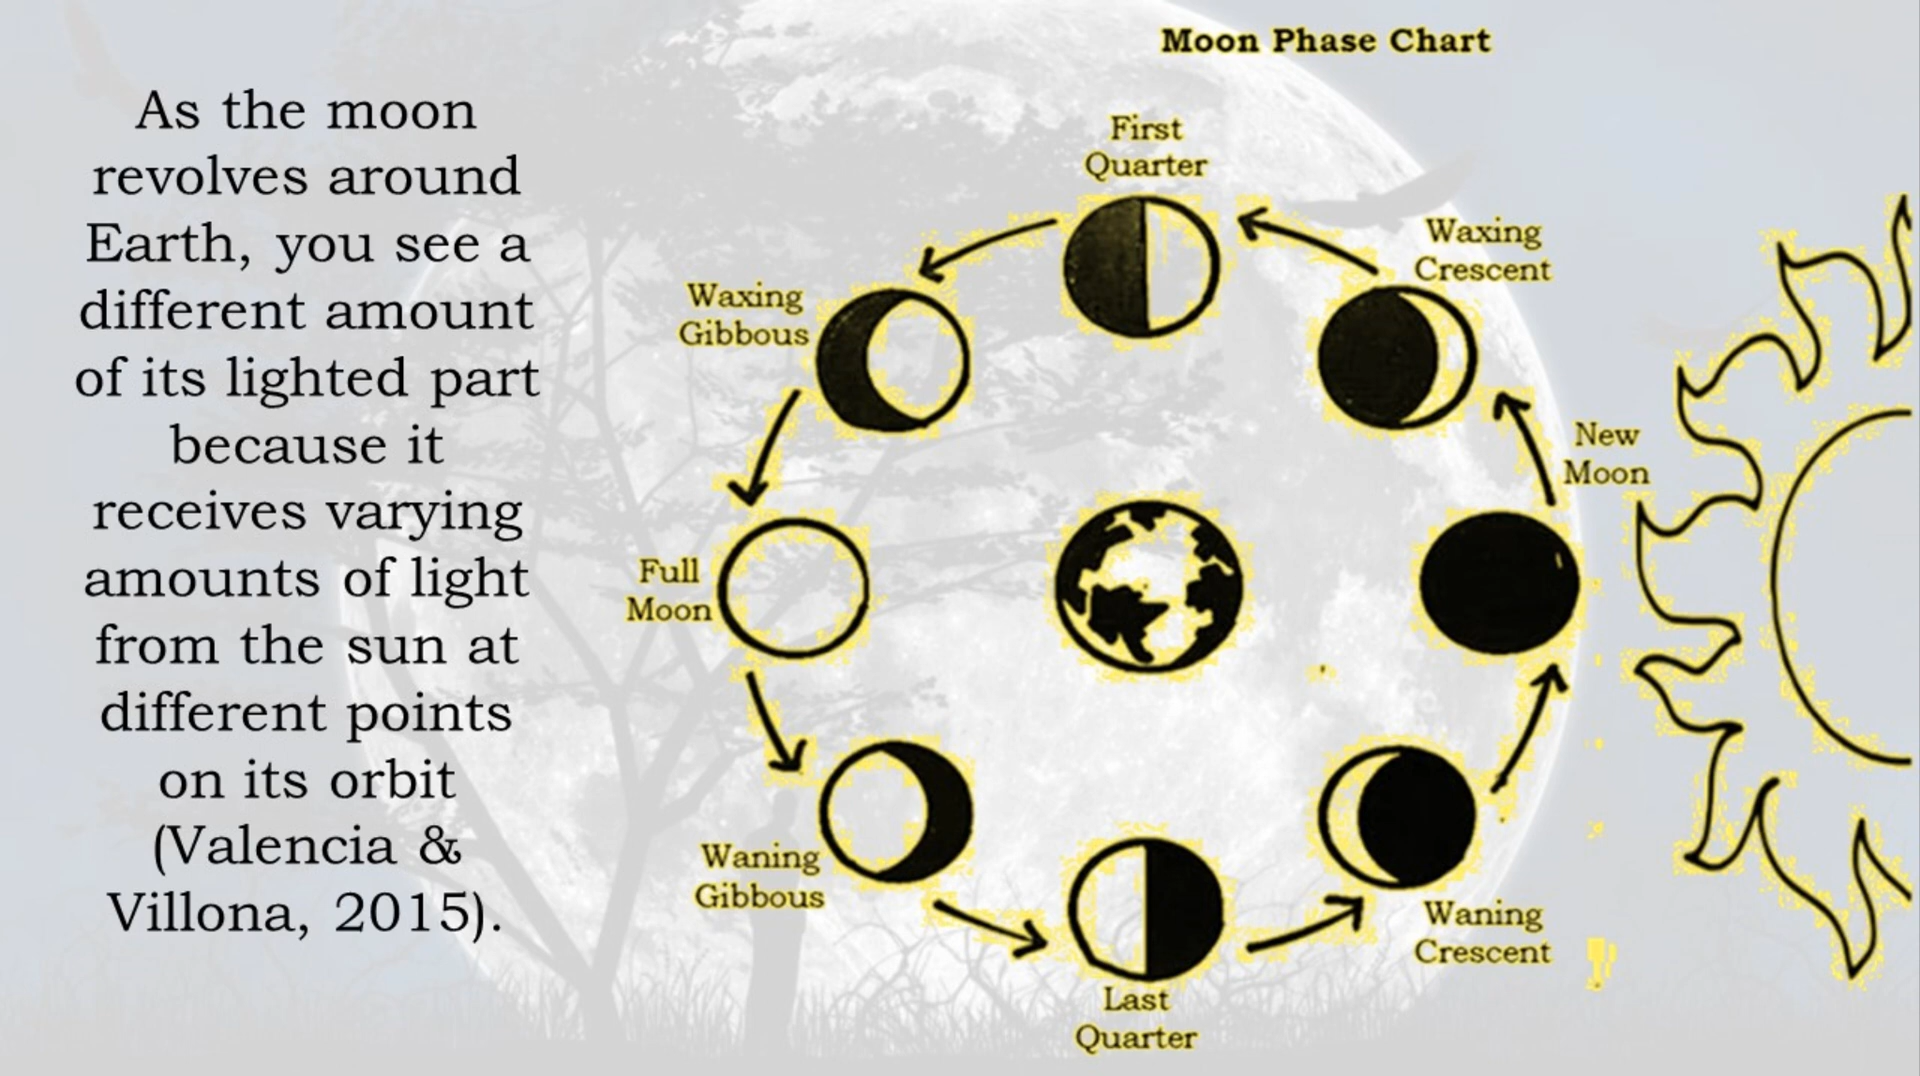 As the moon
revolves around
Earth, you see a
different amount
of its lighted part
because it
receives varying
amounts of light
from the sun at
different points
on its orbit
(Valencia &
Villona, 2015).
Moon Phase Chart
First
Quarter
Waxing
Crescent
Waxing
Gibbous
New
Moon
Full
Moon
Waning
Gibbous
Waning
Crescent
Last
Quarter